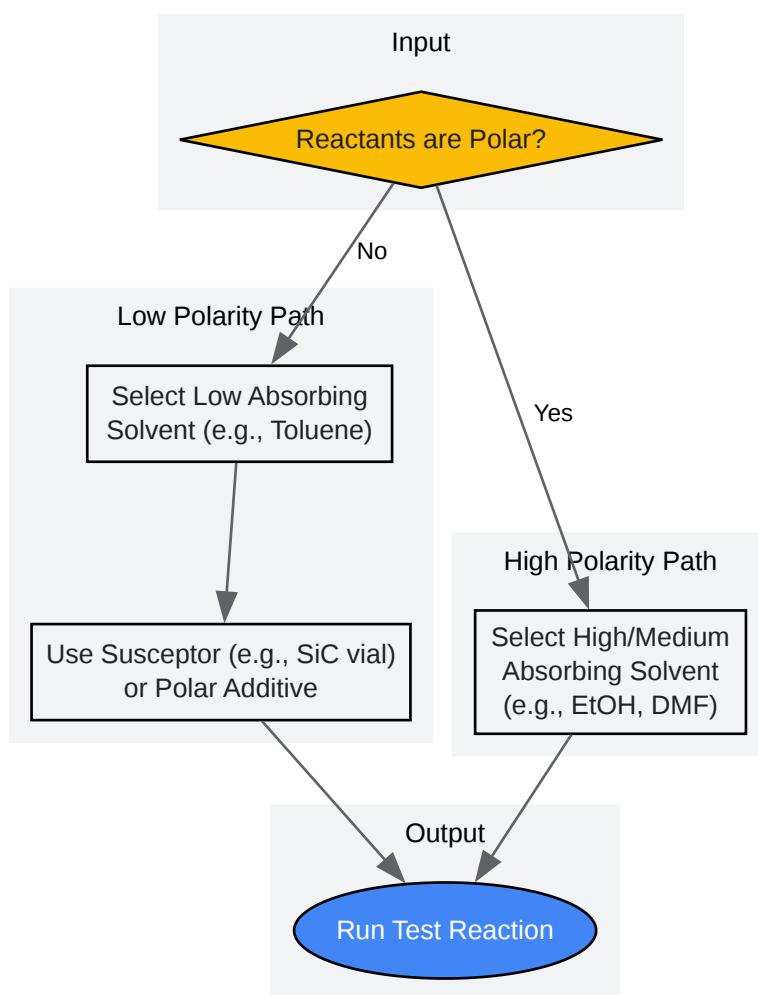 Input
Reactants are Polar?
No
Low Polarity Path
Select Low Absorbing
Solvent (e.g., Toluene)
Yes
High Polarity Path
Use Susceptor (e.g., SiC vial)
or Polar Additive
Select High/Medium
Absorbing Solvent
(e.g., EtOH, DMF)
Output
Run Test Reaction